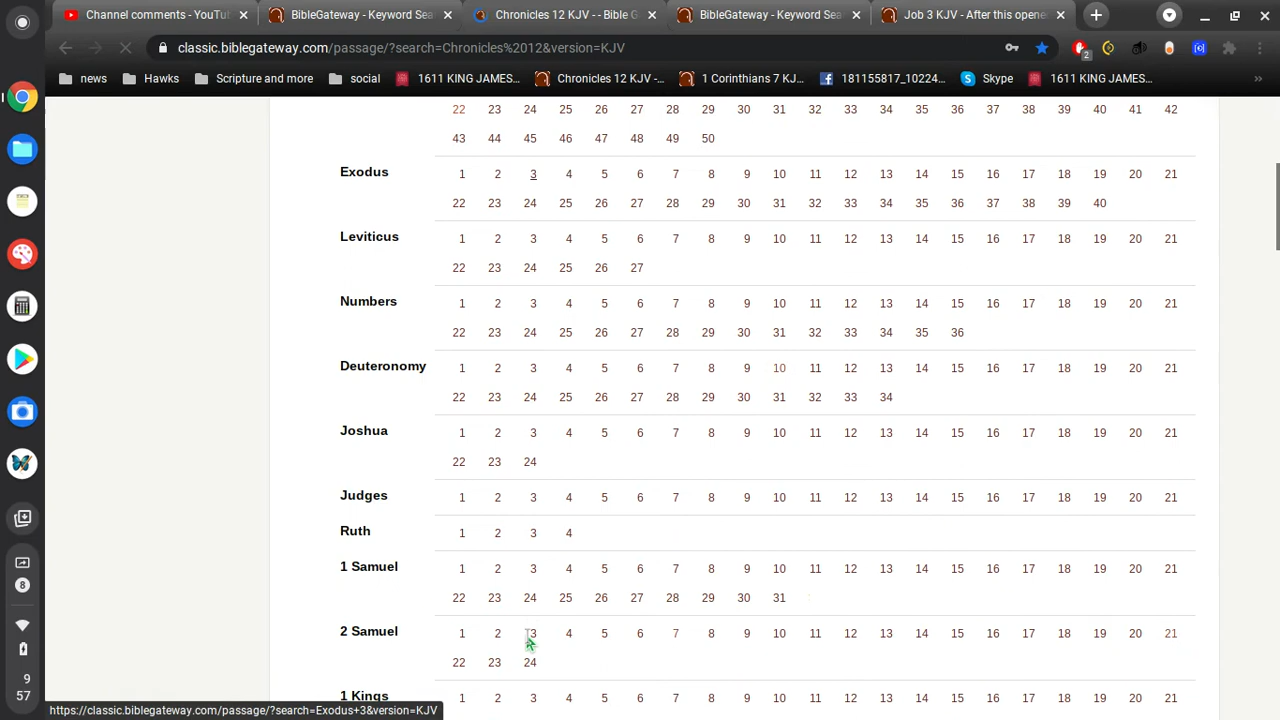 Channel comments - YouTu
BibleGateway - Keyword Sea
Chronicles 12 KJV - - Bible G
BibleGateway - Keyword Sea
Job 3 KJV - After this opene
classic.biblegateway.com/passage/?search=Chronicles%2012&version=KJV
2
news
Hawks
Scripture and more
social
1611 KING JAMES...
Chronicles 12 KJV -...
1 Corinthians 7 KJ...
181155817_10224...
Skype
1611 KING JAMES...
»
22 23 24 25 26 27 28 29 30 31 32 33 34 35 36 37 38 39 40 41 42
43 44 45 46 47 48 49 50
Exodus 1 2 3 4 5 6 7 8 9 10 11 12 13 14 15 16 17 18 19 20 21
22 23 24 25 26 27 28 29 30 31 32 33 34 35 36 37 38 39 40
Leviticus 1 2 3 4 5 6 7 8 9 10 11 12 13 14 15 16 17 18 19 20 21
22 23 24 25 26 27
Numbers 1 2 3 4 5 6 7 8 9 10 11 12 13 14 15 16 17 18 19 20 21
22 23 24 25 26 27 28 29 30 31 32 33 34 35 36
Deuteronomy 1 2 3 4 5 6 7 8 9 10 11 12 13 14 15 16 17 18 19 20 21
22 23 24 25 26 27 28 29 30 31 32 33 34
Joshua 1 2 3 4 5 6 7 8 9 10 11 12 13 14 15 16 17 18 19 20 21
22 23 24
Judges 1 2 3 4 5 6 7 8 9 10 11 12 13 14 15 16 17 18 19 20 21
Ruth 1 2 3 4
1 Samuel 1 2 3 4 5 6 7 8 9 10 11 12 13 14 15 16 17 18 19 20 21
22 23 24 25 26 27 28 29 30 31
2 Samuel 1 2 3 4 5 6 7 8 9 10 11 12 13 14 15 16 17 18 19 20 21
22 23 24
1 Kings 1 2 3 4 5 6 7 8 9 10 11 12 13 14 15 16 17 18 19 20 21
https://classic.biblegateway.com/passage/?search=Exodus+3&version=KJV
8
9
57